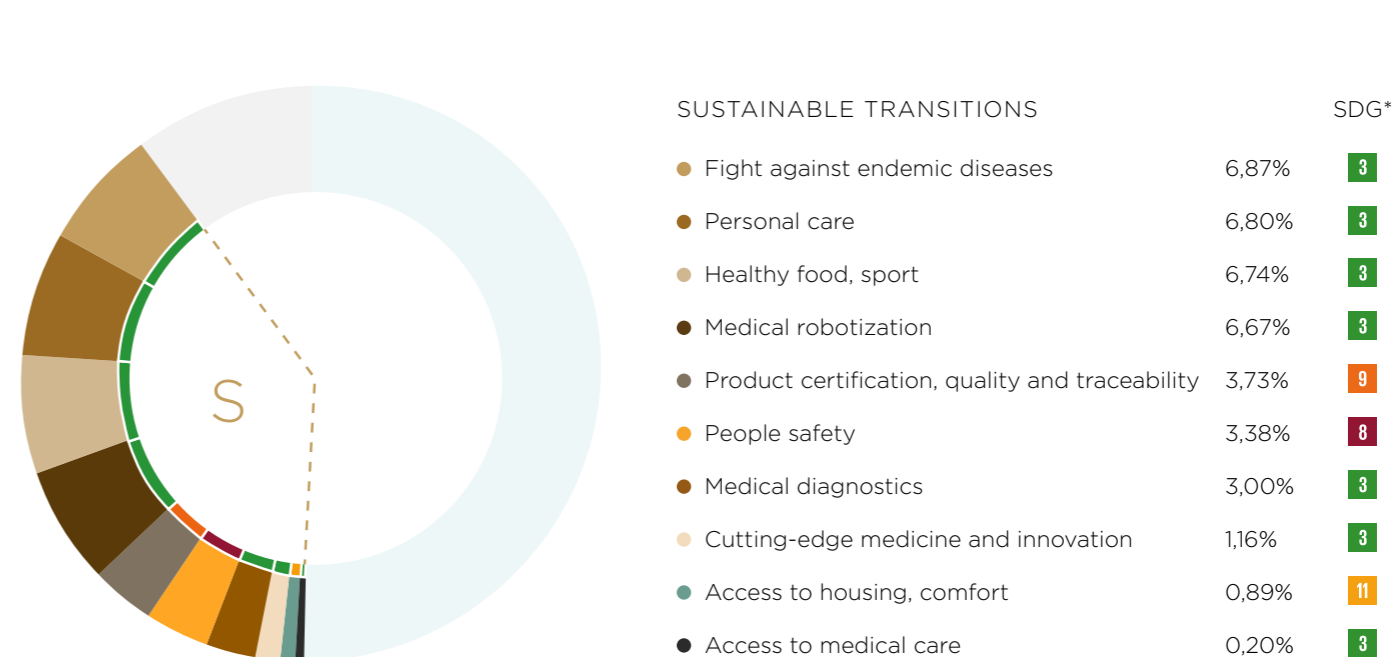 SUSTAINABLE TRANSITIONS SDG*
Fight against endemic diseases 6,87% 3
Personal care 6,80% 3
Healthy food, sport 6,74% 3
Medical robotization 6,67% 3
Product certification, quality and traceability 3,73% 9
S
People safety 3,38% 8
Medical diagnostics 3,00% 3
Cutting-edge medicine and innovation 1,16% 3
Access to housing, comfort 0,89% 11
Access to medical care 0,20% 3